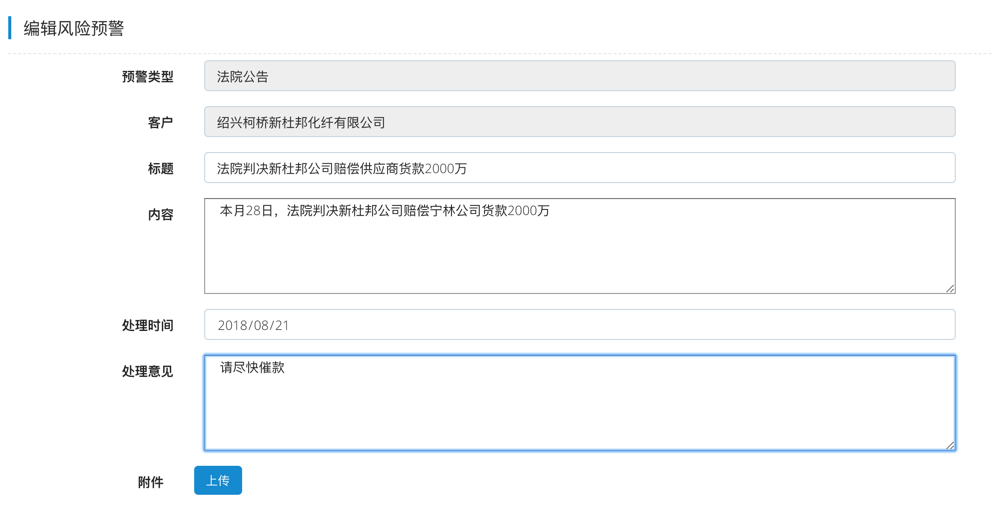 编辑风险预警
预警类型 法院公告
客户 绍兴柯桥新杜邦化纤有限公司
标题 法院判决新杜邦公司赔偿供应商货款2000万
内容 本月28日，法院判决新杜邦公司赔偿宁林公司货款2000万
处理时间 2018/08/21
处理意见 请尽快催款
附件 上传